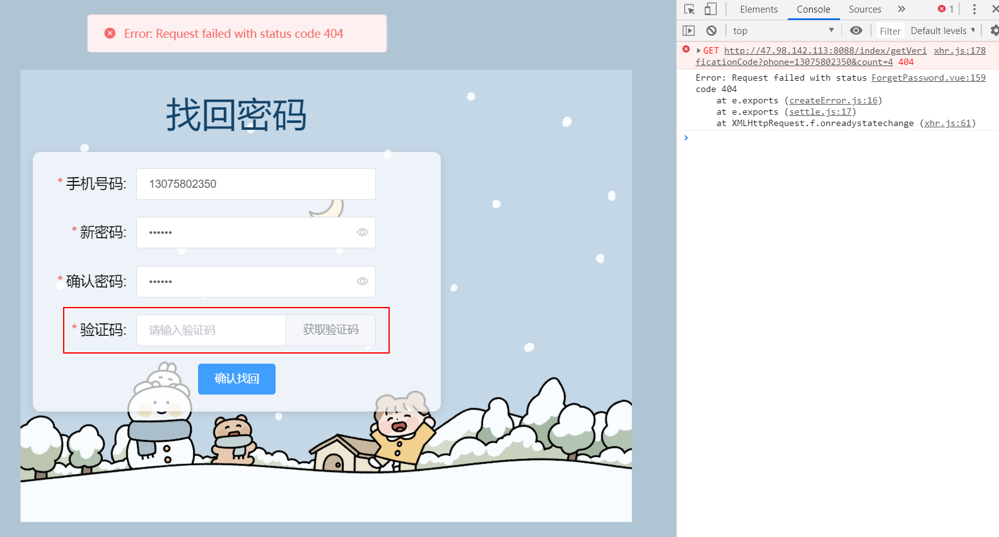 Error: Request failed with status code 404
找回密码
* 手机号码: 13075802350
* 新密码: ••••••
* 确认密码: ••••••
* 验证码: 请输入验证码 获取验证码
确认找回
Elements Console Sources » 1
top Filter Default levels
GET http://47.98.142.113:8088/index/getVeri xhr.js:178
ficationCode?phone=13075802350&count=4 404
Error: Request failed with status ForgetPassword.vue:159
code 404
at e.exports (createError.js:16)
at e.exports (settle.js:17)
at XMLHttpRequest.f.onreadystatechange (xhr.js:61)